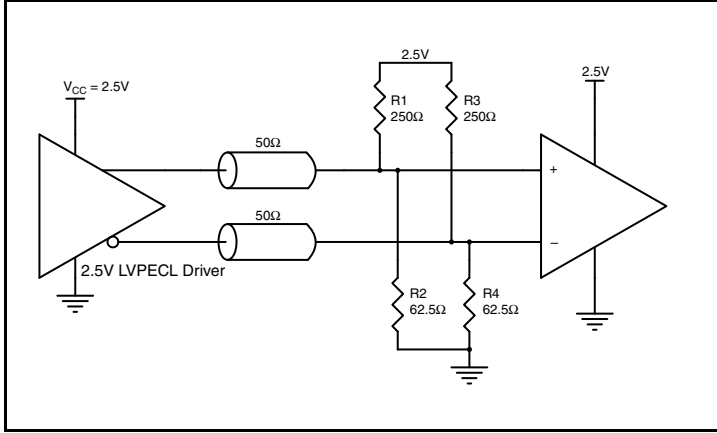 2.5V
V_CC = 2.5V
2.5V
R1
250Ω
R3
250Ω
50Ω
+
50Ω
–
2.5V LVPECL Driver
R2
62.5Ω
R4
62.5Ω